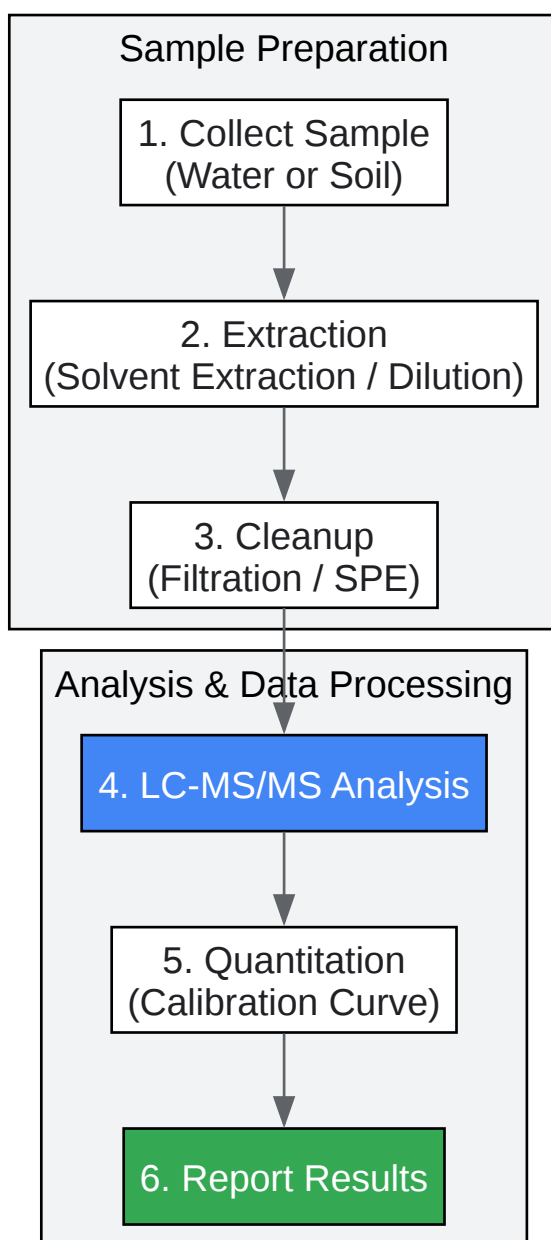 Sample Preparation
1. Collect Sample
(Water or Soil)
2. Extraction
(Solvent Extraction / Dilution)
3. Cleanup
(Filtration / SPE)
Analysis & Data Processing
4. LC-MS/MS Analysis
5. Quantitation
(Calibration Curve)
6. Report Results